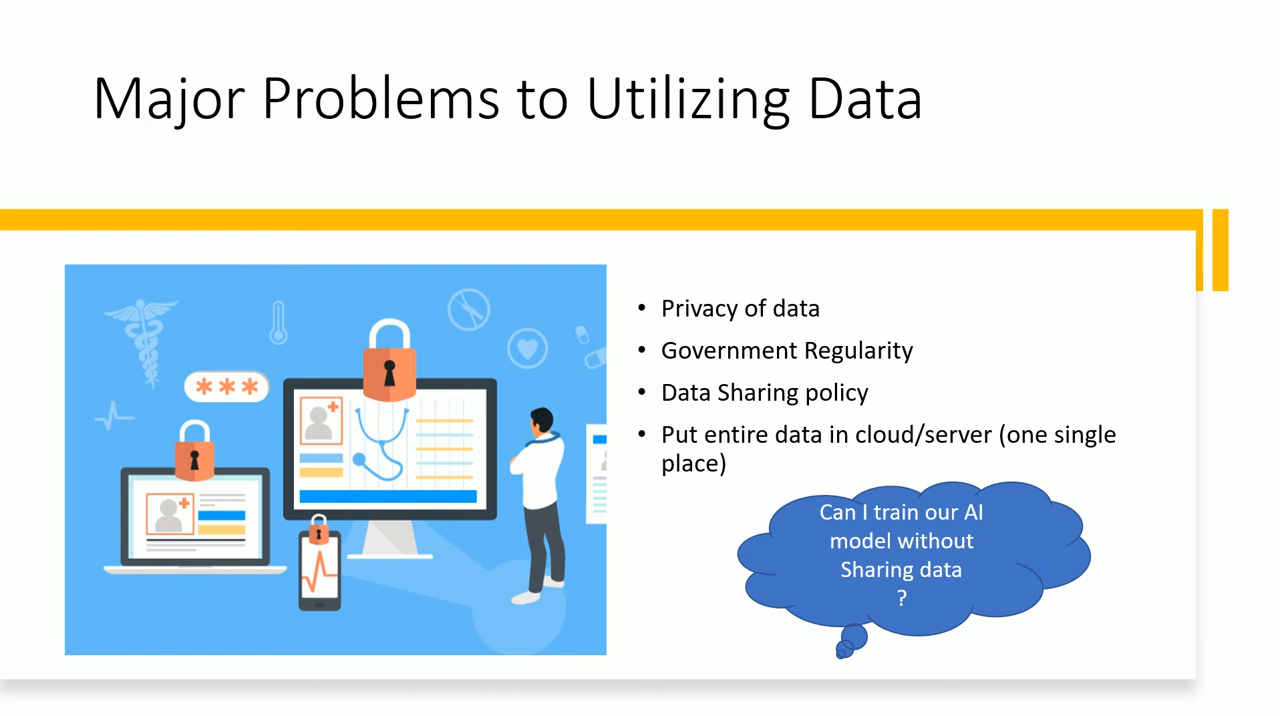 Major Problems to Utilizing Data
• Privacy of data
• Government Regularity
• Data Sharing policy
• Put entire data in cloud/server (one single
place)
***
Can I train our AI
model without
Sharing data
?